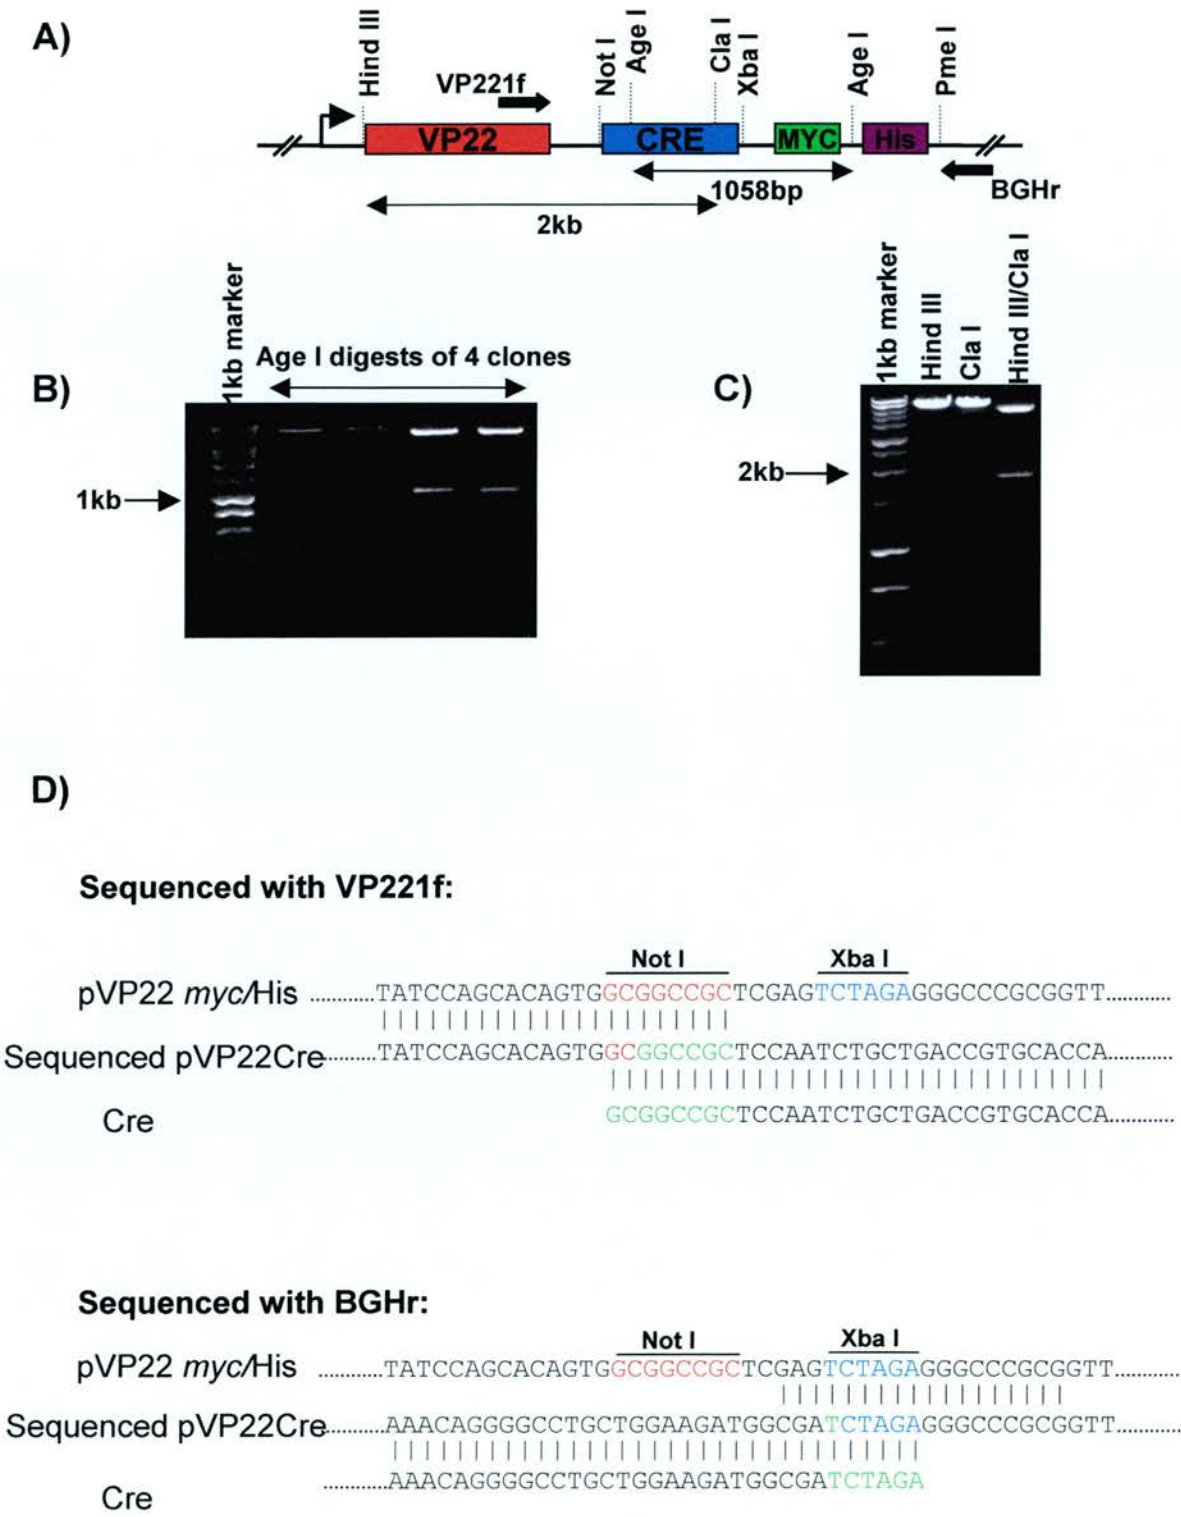 A)
Hind III
VP221f
Not I
Age I
Cla I
Xba I
Age I
Pme I
VP22
CRE
MYC
His
1058bp
BGHr
2kb
B)
1kb marker
Age I digests of 4 clones
1kb
C)
1kb marker
Hind III
Cla I
Hind III/Cla I
2kb
D)
Sequenced with VP221f:
Not I
Xba I
pVP22 myc/His ............TATCCAGCACAGTGGCGGCCGCTCGAGTCTAGAGGGCCCGCGGTT............
Sequenced pVP22Cre.........TATCCAGCACAGTGGCGGCCGCTCCAATCTGCTGACCGTGCACCA............
Cre GCGGCCGCTCCAATCTGCTGACCGTGCACCA............
Sequenced with BGHr:
Not I
Xba I
pVP22 myc/His ............TATCCAGCACAGTGGCGGCCGCTCGAGTCTAGAGGGCCCGCGGTT............
Sequenced pVP22Cre...........AAACAGGGGCCTGCTGGAAGATGGCGATCTAGAGGGCCCGCGGTT............
Cre ............AAACAGGGGCCTGCTGGAAGATGGCGATCTAGA